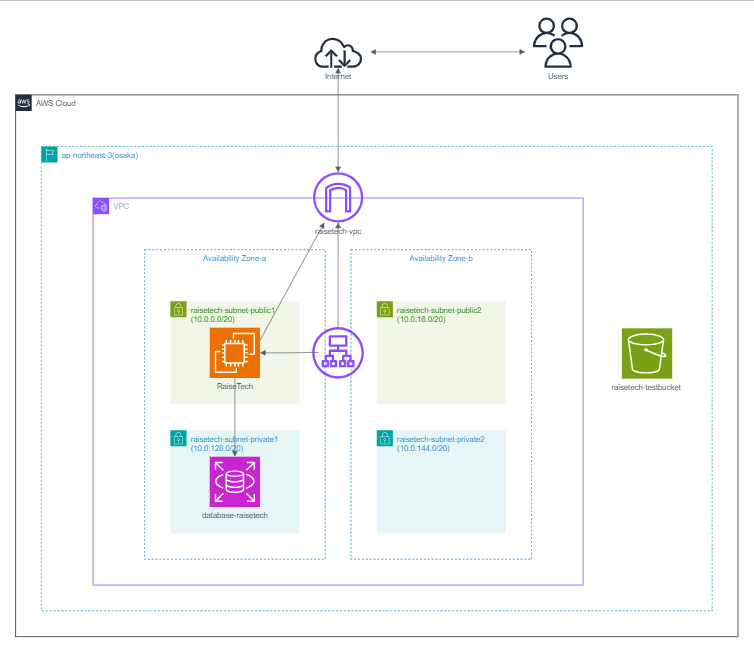 Internet
Users
aws
AWS Cloud
ap-northeast-3(osaka)
VPC
raisetech-vpc
Availability Zone-a
Availability Zone-b
raisetech-subnet-public1
(10.0.0.0/20)
raisetech-subnet-public2
(10.0.16.0/20)
RaiseTech
raisetech-testbucket
raisetech-subnet-private1
(10.0.128.0/20)
raisetech-subnet-private2
(10.0.144.0/20)
database-raisetech